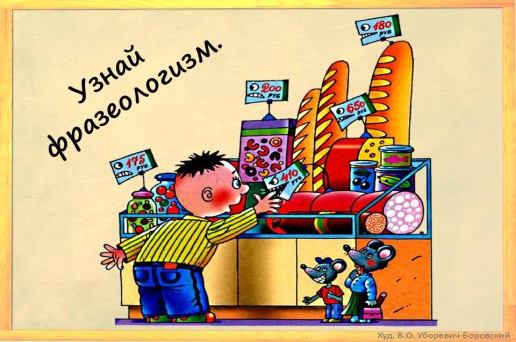 Узнай
фразеологизм.
180
РУБ
200
РУБ
650
РУБ
175
РУБ
410
РУБ
Худ. В.О. Уборевич-Боровский